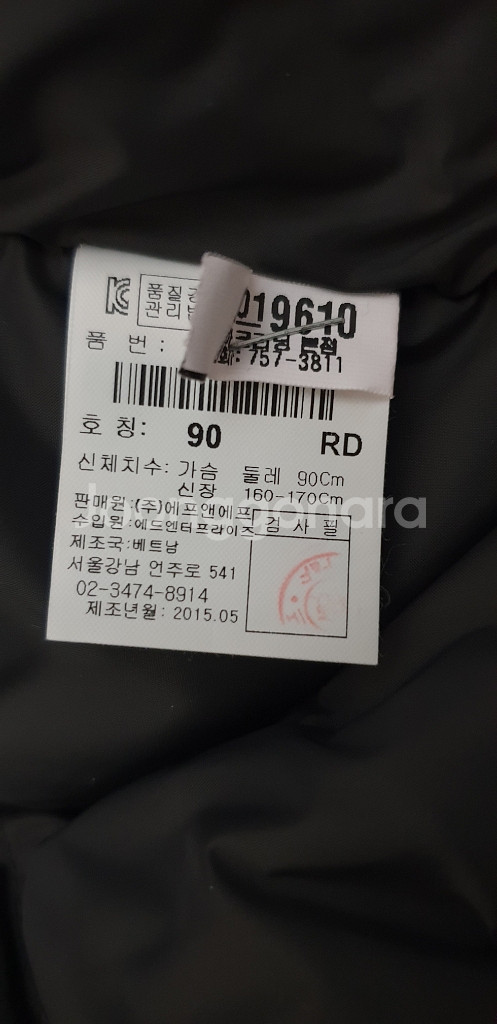 품질경
관리법
019610
품 번 :
757-3811
호 칭: 90 RD
신체치수: 가슴 둘레 90Cm
신장 160-170Cm
판매원:(주)에프앤에프
수입원:에드엔터프라이즈
검 사 필
제조국:베트남
서울강남 언주로 541
02-3474-8914
제조년월: 2015.05
joonggonara